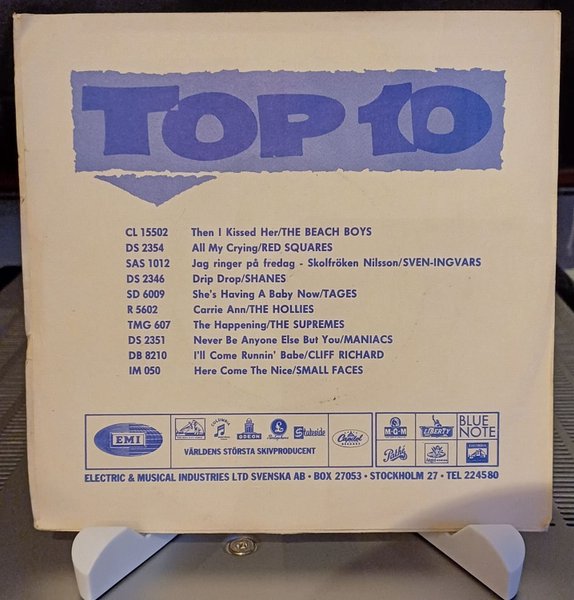 TOP 10
CL 15502 Then I Kissed Her/THE BEACH BOYS
DS 2354 All My Crying/RED SQUARES
SAS 1012 Jag ringer på fredag - Skolfröken Nilsson/SVEN-INGVARS
DS 2346 Drip Drop/SHANES
SD 6009 She's Having A Baby Now/TAGES
R 5602 Carrie Ann/THE HOLLIES
TMG 607 The Happening/THE SUPREMES
DS 2351 Never Be Anyone Else But You/MANIACS
DB 8210 I'll Come Runnin' Babe/CLIFF RICHARD
IM 050 Here Come The Nice/SMALL FACES
EMI
COLUMBIA
ODEON
Stateside
Capitol
M-G-M
LIBERTY
BLUE NOTE
Pathé
VÄRLDENS STÖRSTA SKIVPRODUCENT
ELECTRIC & MUSICAL INDUSTRIES LTD SVENSKA AB • BOX 27053 • STOCKHOLM 27 • TEL 224580